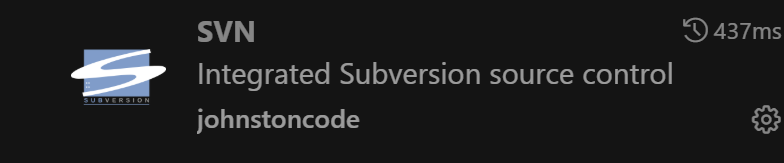 SVN
437ms
Integrated Subversion source control
SUBVERSION
johnstoncode